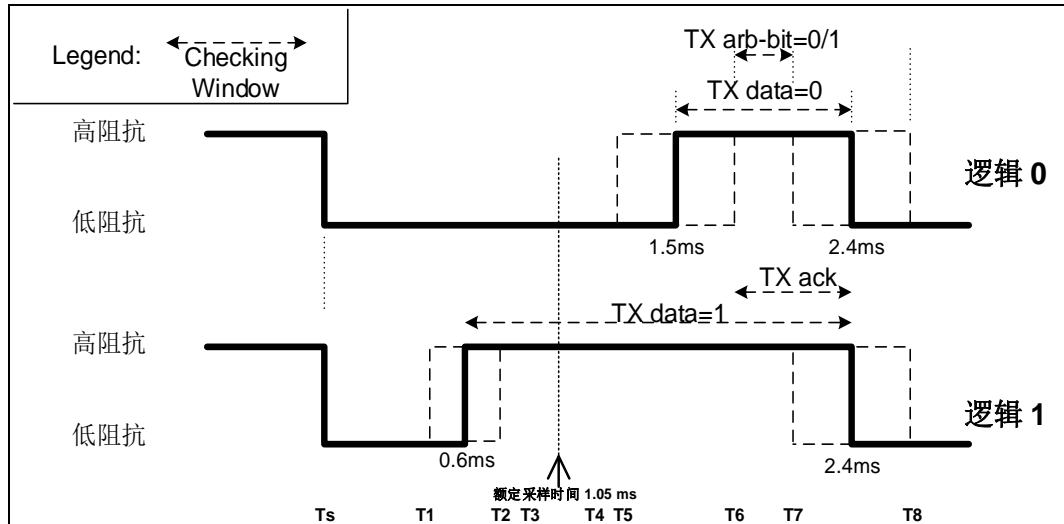 Legend:
Checking
Window
TX arb-bit=0/1
TX data=0
高阻抗
逻辑 0
低阻抗
1.5ms
2.4ms
TX ack
TX data=1
高阻抗
逻辑 1
低阻抗
0.6ms
2.4ms
额定采样时间 1.05 ms
Ts T1 T2 T3 T4 T5 T6 T7 T8